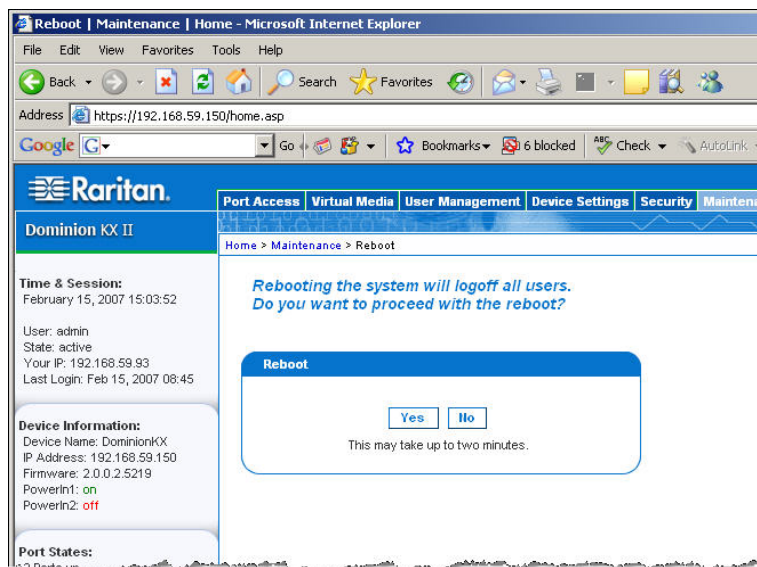 Reboot | Maintenance | Home - Microsoft Internet Explorer
File Edit View Favorites Tools Help
Back Search Favorites
Address https://192.168.59.150/home.asp
Google G Go Bookmarks 6 blocked ABC Check AutoLink
Raritan.
Port Access Virtual Media User Management Device Settings Security Maintena
Dominion KX II
Home > Maintenance > Reboot
Time & Session:
February 15, 2007 15:03:52
User: admin
State: active
Your IP: 192.168.59.93
Last Login: Feb 15, 2007 08:45
Device Information:
Device Name: DominionKX
IP Address: 192.168.59.150
Firmware: 2.0.0.2.5219
PowerIn1: on
PowerIn2: off
Port States:
Rebooting the system will logoff all users.
Do you want to proceed with the reboot?
Reboot
Yes No
This may take up to two minutes.